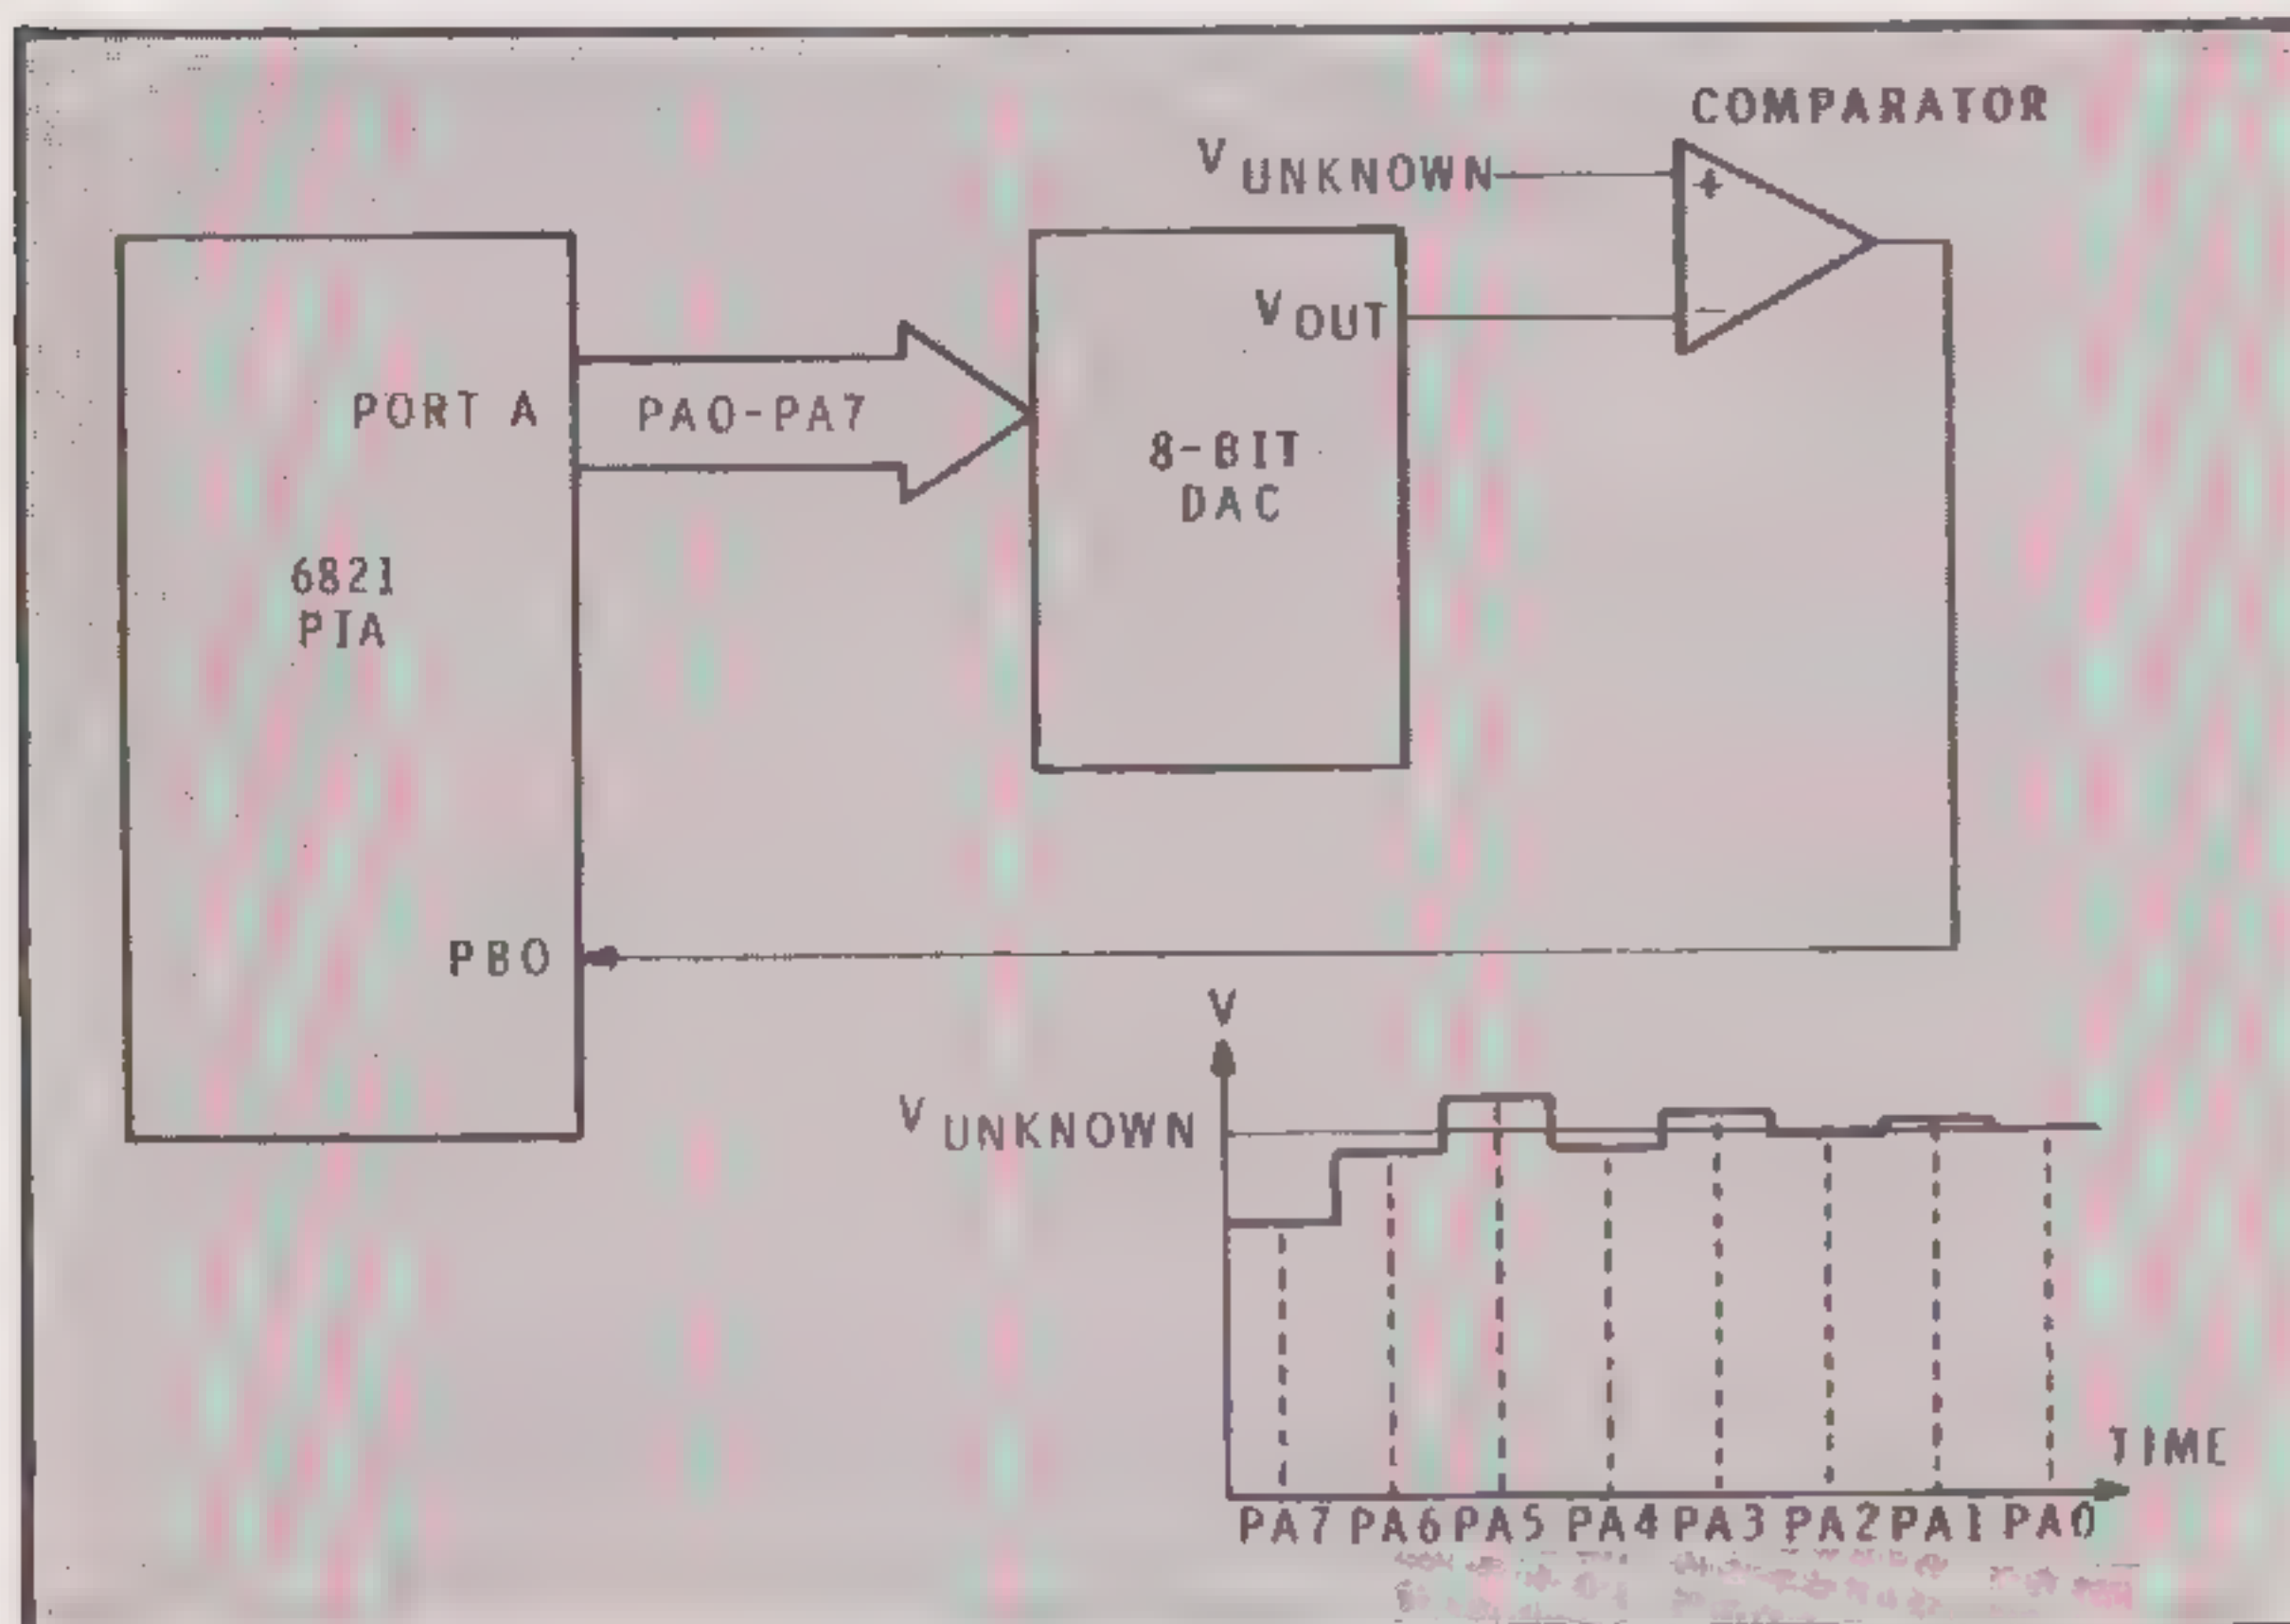 COMPARATOR
V UNKNOWN
+
V OUT
−
PORT A
PA0-PA7
8-BIT
DAC
6821
PIA
PB0
V
V UNKNOWN
TIME
PA7 PA6 PA5 PA4 PA3 PA2 PA1 PA0